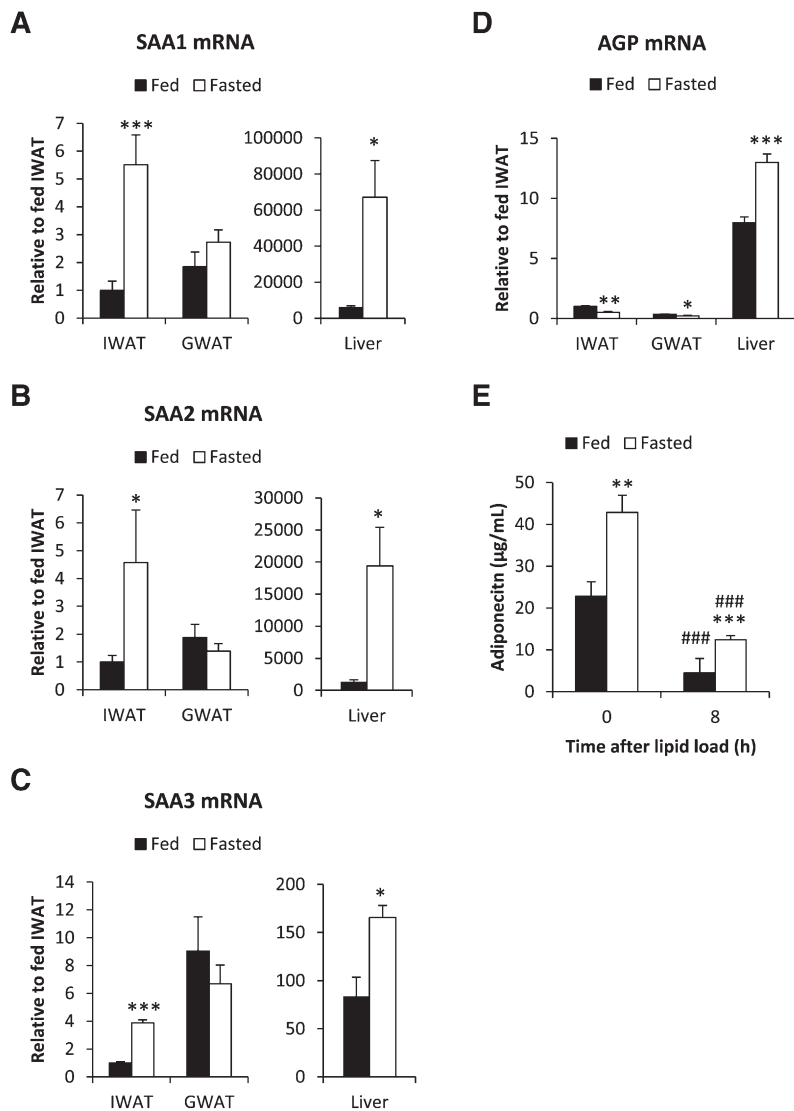 A
SAA1 mRNA
Fed Fasted
Relative to fed IWAT
7
6
5
4
3
2
1
0
***
IWAT GWAT
100000
80000
60000
40000
20000
0
*
Liver
B
SAA2 mRNA
Fed Fasted
Relative to fed IWAT
7
6
5
4
3
2
1
0
*
IWAT GWAT
30000
25000
20000
15000
10000
5000
0
*
Liver
C
SAA3 mRNA
Fed Fasted
Relative to fed IWAT
14
12
10
8
6
4
2
0
***
IWAT GWAT
200
150
100
50
0
*
Liver
D
AGP mRNA
Fed Fasted
Relative to fed IWAT
15
10
5
0
**
*
***
IWAT GWAT Liver
E
Fed Fasted
Adiponecitn (µg/mL)
50
40
30
20
10
0
**
###
###
***
0 8
Time after lipid load (h)